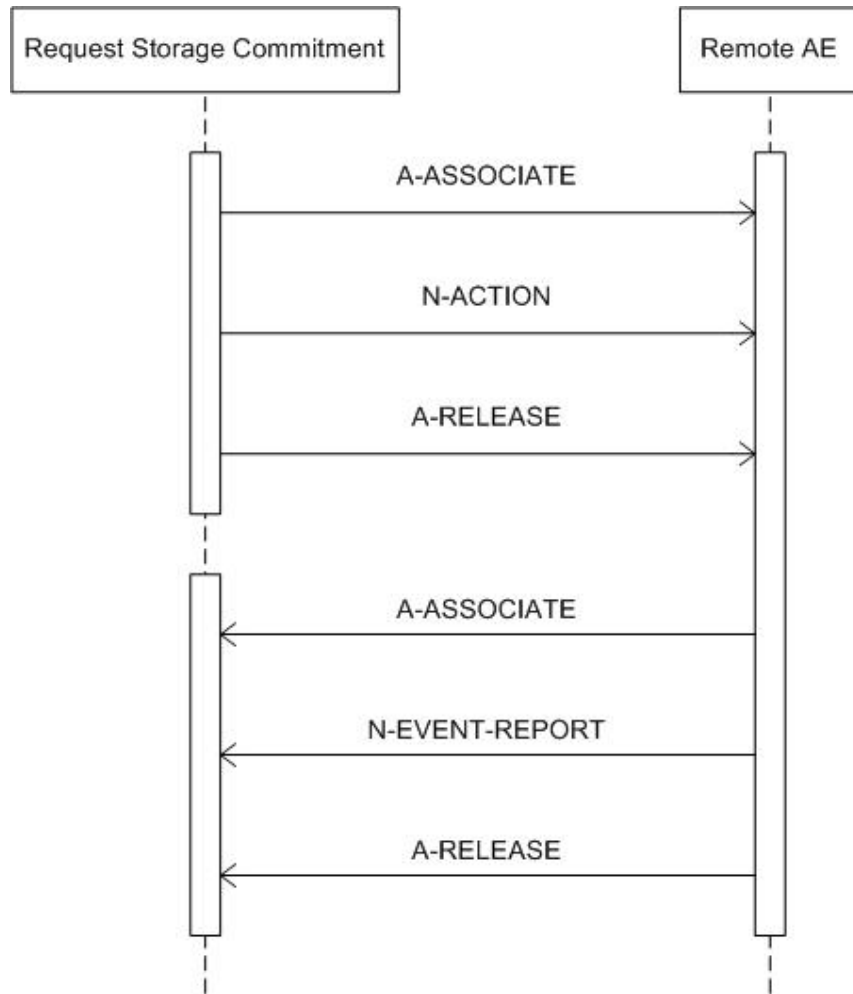 Request Storage Commitment
Remote AE
A-ASSOCIATE
N-ACTION
A-RELEASE
A-ASSOCIATE
N-EVENT-REPORT
A-RELEASE